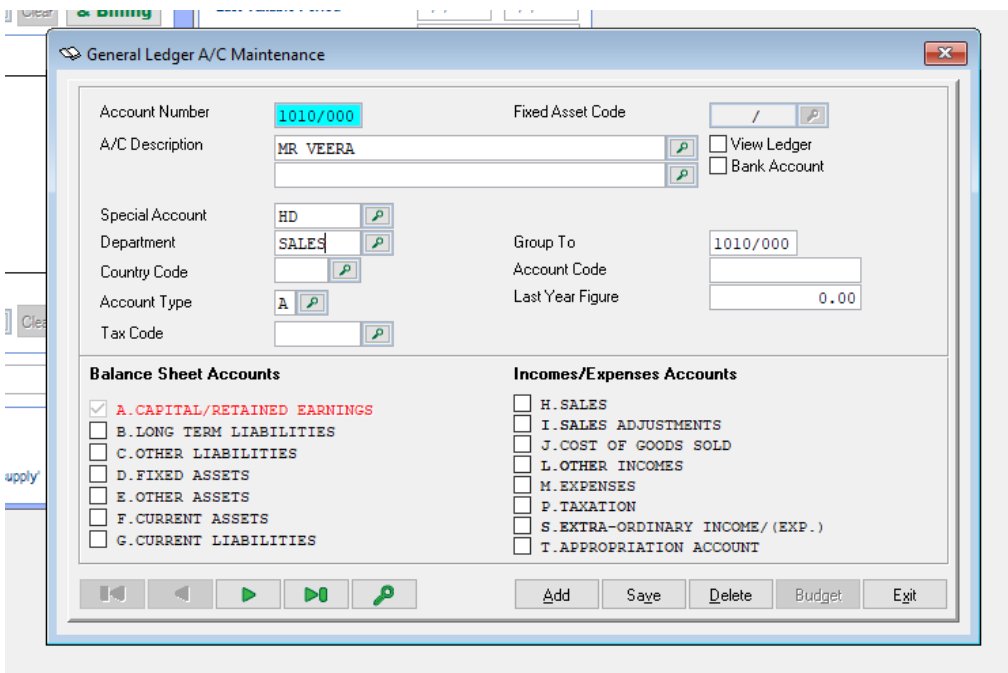 Clear
& Billing
General Ledger A/C Maintenance
Account Number 1010/000 Fixed Asset Code /
A/C Description MR VEERA View Ledger
Bank Account
Special Account HD
Department SALES Group To 1010/000
Country Code Account Code
Account Type A Last Year Figure 0.00
Tax Code
Balance Sheet Accounts Incomes/Expenses Accounts
A.CAPITAL/RETAINED EARNINGS H.SALES
B.LONG TERM LIABILITIES I.SALES ADJUSTMENTS
C.OTHER LIABILITIES J.COST OF GOODS SOLD
D.FIXED ASSETS L.OTHER INCOMES
E.OTHER ASSETS M.EXPENSES
F.CURRENT ASSETS P.TAXATION
G.CURRENT LIABILITIES S.EXTRA-ORDINARY INCOME/(EXP.)
T.APPROPRIATION ACCOUNT
supply'
Add Save Delete Budget Exit